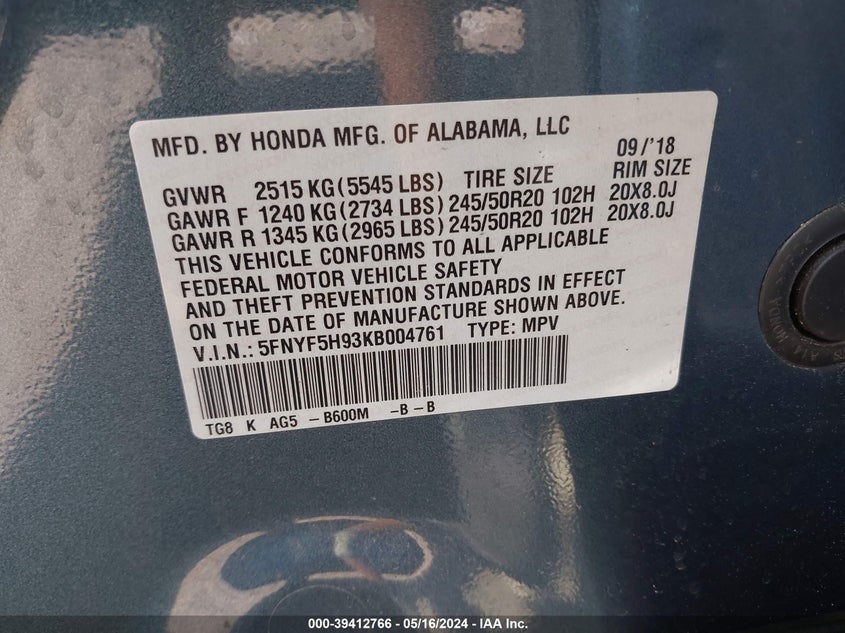 MFD. BY HONDA MFG. OF ALABAMA, LLC
09/'18
GVWR 2515 KG (5545 LBS) TIRE SIZE RIM SIZE
GAWR F 1240 KG (2734 LBS) 245/50R20 102H 20X8.0J
GAWR R 1345 KG (2965 LBS) 245/50R20 102H 20X8.0J
THIS VEHICLE CONFORMS TO ALL APPLICABLE
FEDERAL MOTOR VEHICLE SAFETY
AND THEFT PREVENTION STANDARDS IN EFFECT
ON THE DATE OF MANUFACTURE SHOWN ABOVE.
V.I.N.: 5FNYF5H93KB004761 TYPE: MPV
TG8 K AG5 -B600M -B-B
HONDA
000-39412766 - 05/16/2024 - IAA Inc.